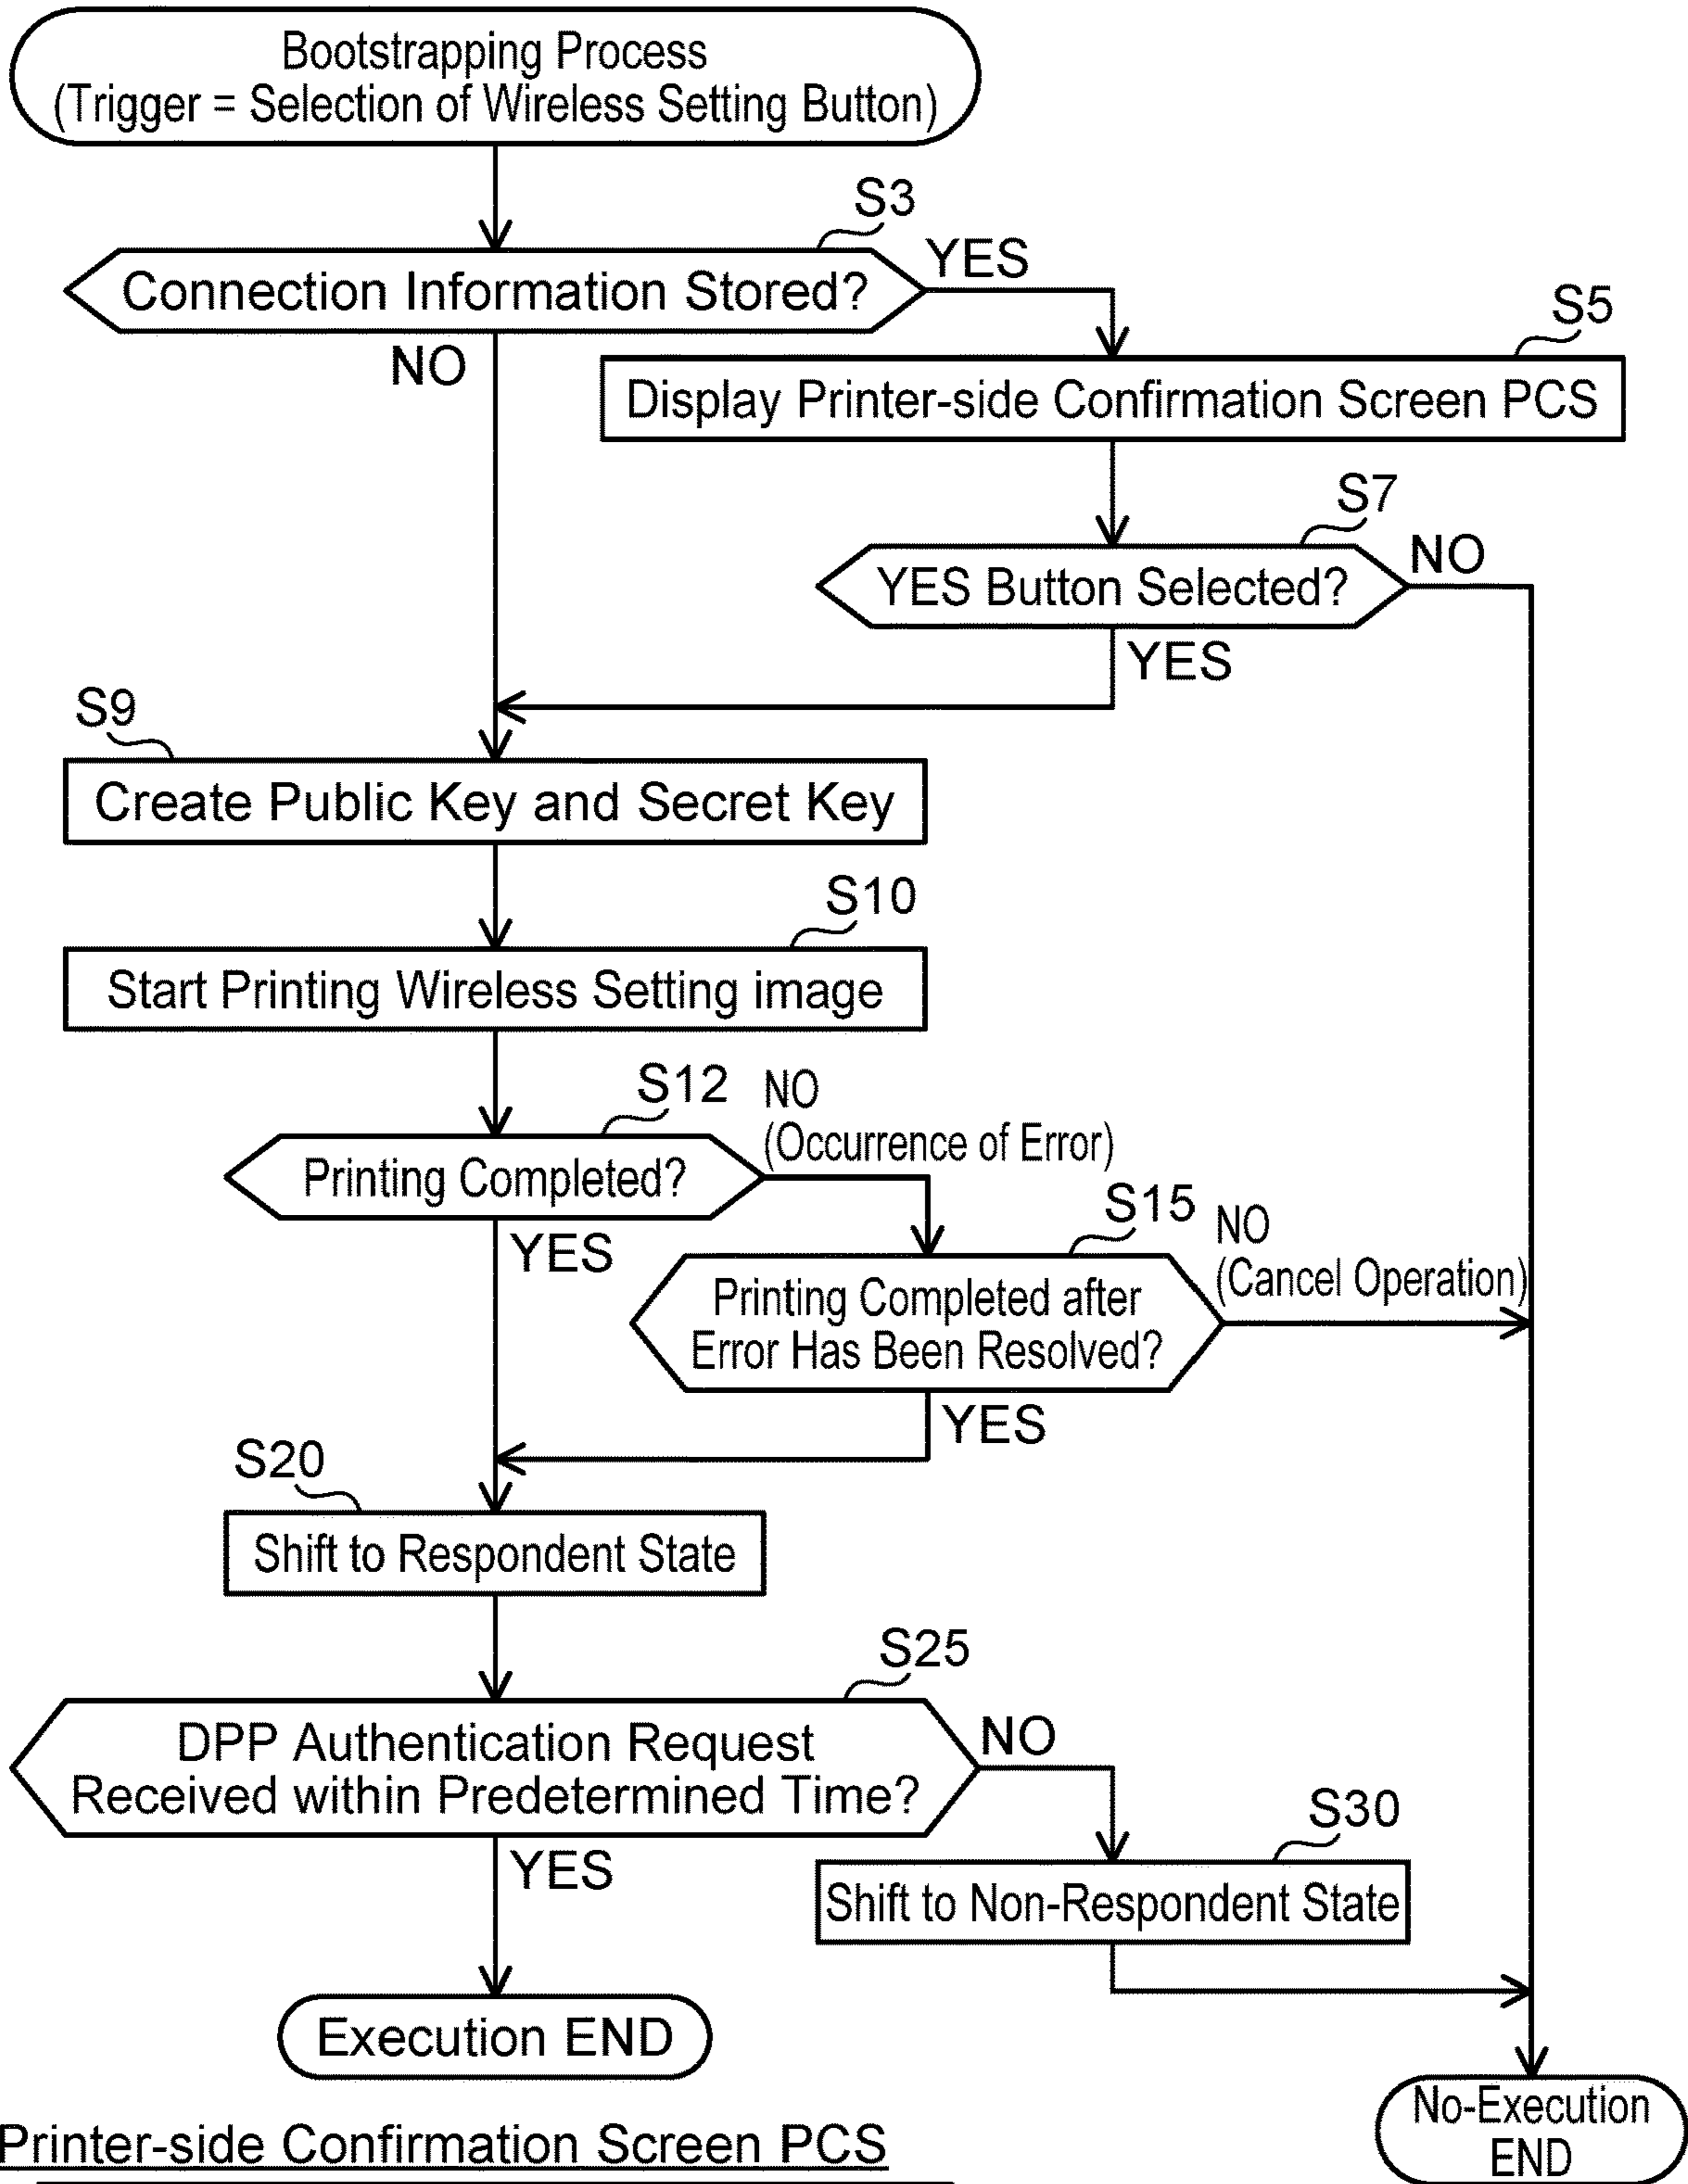 Bootstrapping Process
(Trigger = Selection of Wireless Setting Button)
S3
Connection Information Stored?
YES
NO
S5
Display Printer-side Confirmation Screen PCS
S7
YES Button Selected?
NO
YES
S9
Create Public Key and Secret Key
S10
Start Printing Wireless Setting image
S12
Printing Completed?
NO
(Occurrence of Error)
YES
S15
Printing Completed after
Error Has Been Resolved?
NO
(Cancel Operation)
YES
S20
Shift to Respondent State
S25
DPP Authentication Request
Received within Predetermined Time?
NO
YES
S30
Shift to Non-Respondent State
Execution END
No-Execution
END
Printer-side Confirmation Screen PCS